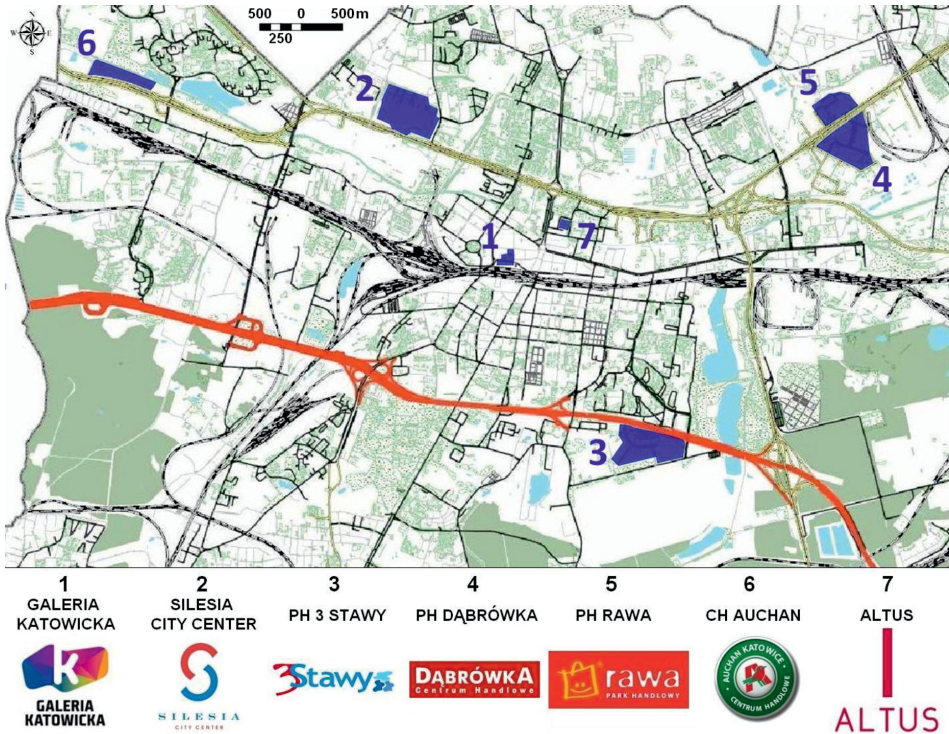 500 0 500m
250
N
W E
S
6
2
5
4
1
7
3
1 2 3 4 5 6 7
GALERIA KATOWICKA
SILESIA CITY CENTER
PH 3 STAWY
PH DĄBRÓWKA
PH RAWA
CH AUCHAN
ALTUS
k
GALERIA
KATOWICKA
S I L E S I A
CITY CENTER
3Stawy
DĄBRÓWKA
Centrum Handlowe
rawa
PARK HANDLOWY
AUCHAN KATOWICE
CENTRUM HANDLOWE
ALTUS